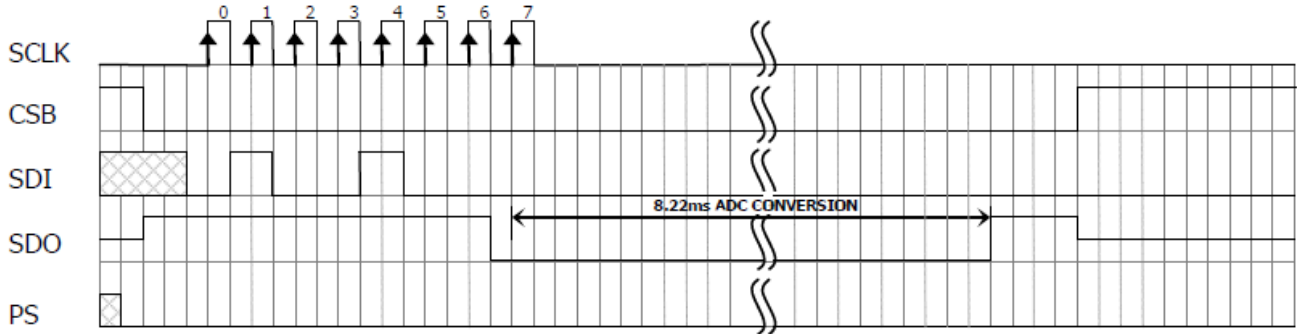 0 1 2 3 4 5 6 7
SCLK
CSB
SDI
8.22ms ADC CONVERSION
SDO
PS